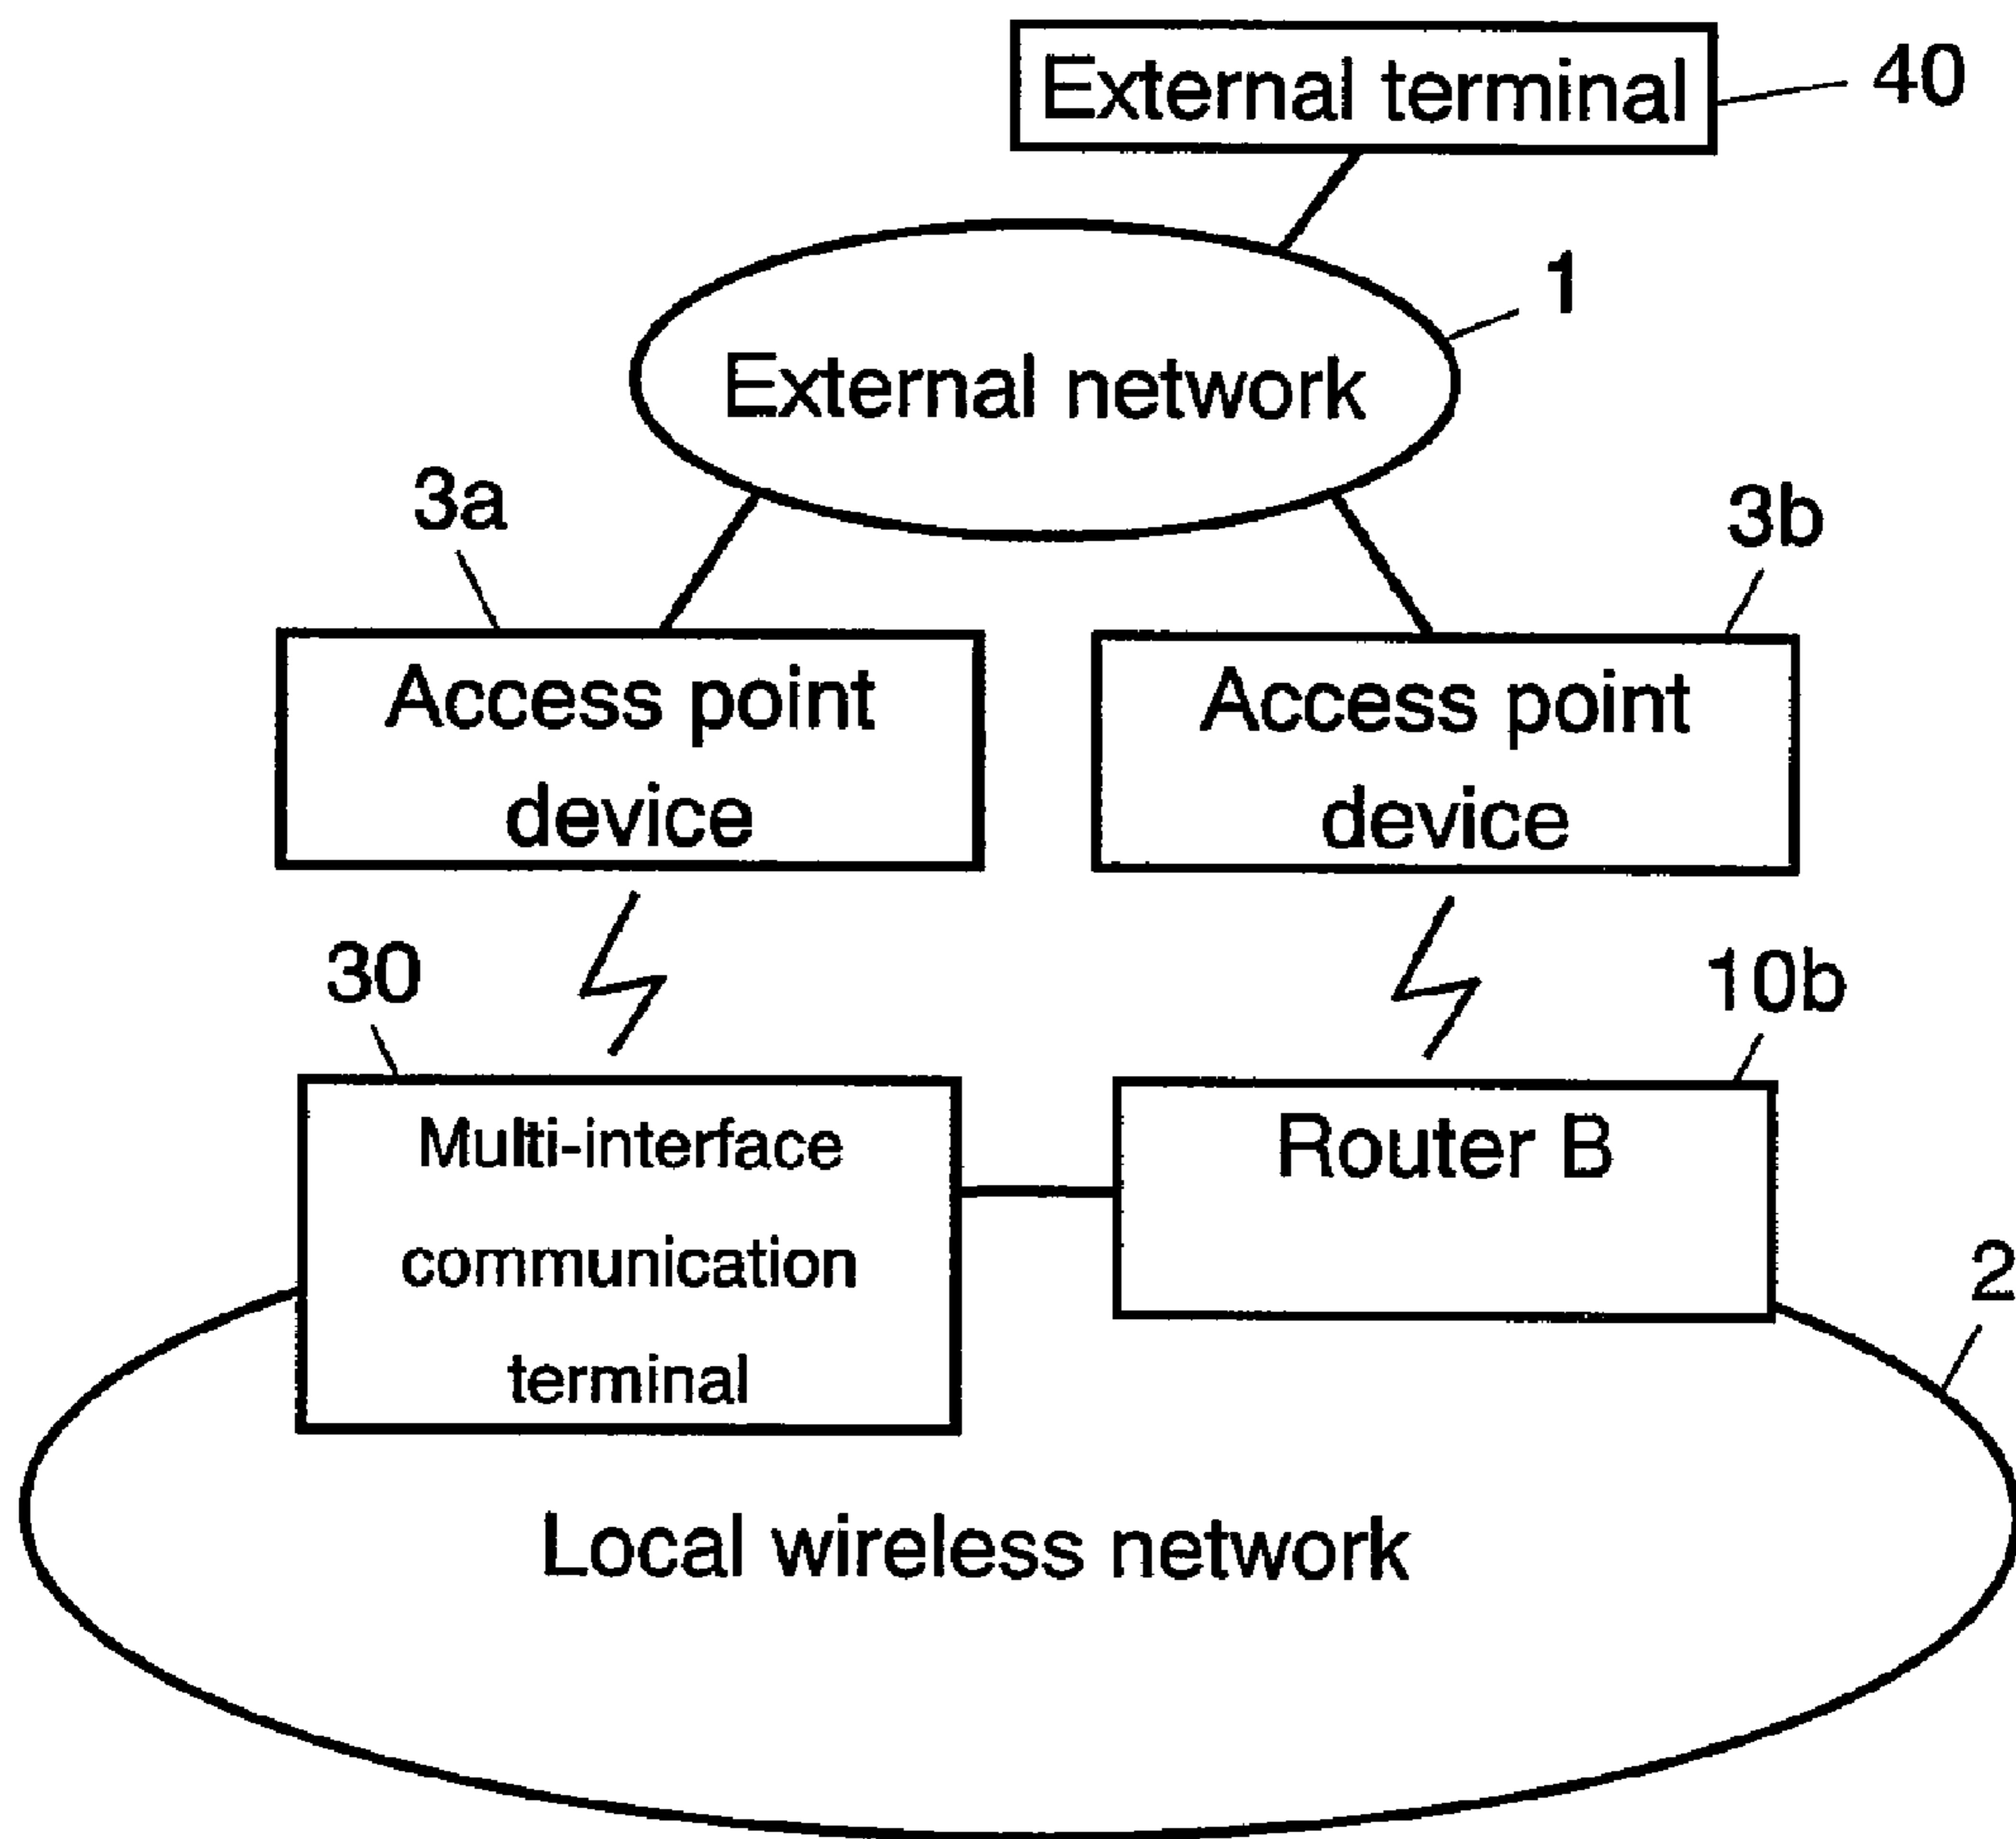 External terminal
40
1
External network
3a
3b
Access point
device
Access point
device
30
10b
Multi-interface
communication
terminal
Router B
2
Local wireless network